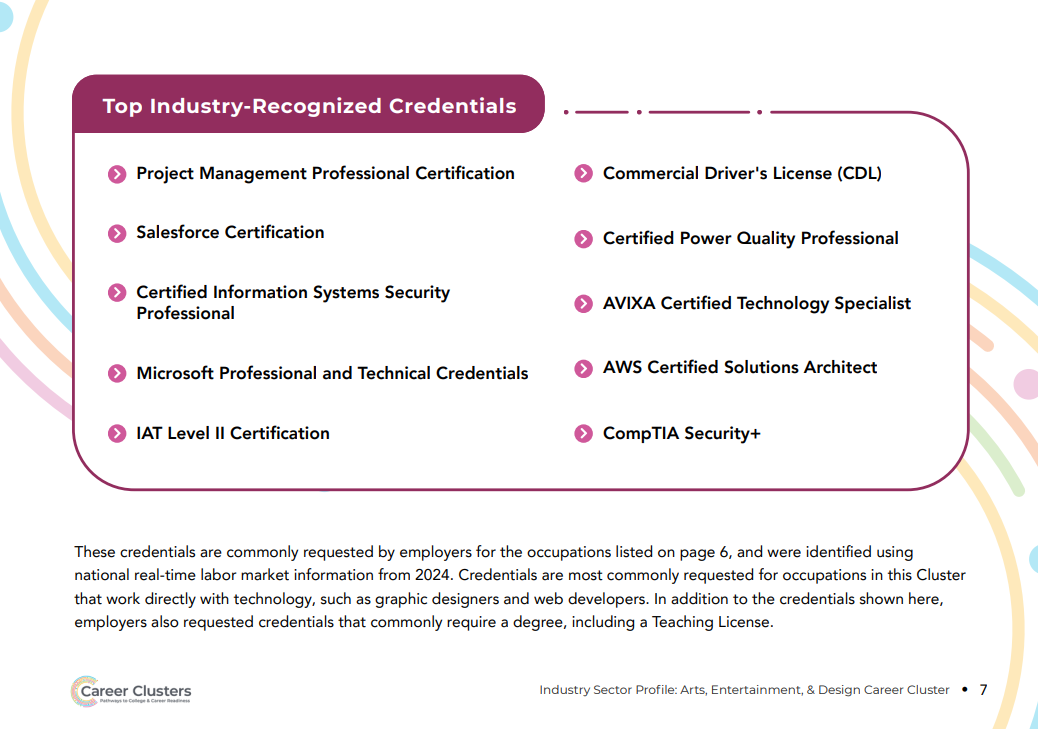 Top Industry-Recognized Credentials
Project Management Professional Certification
Salesforce Certification
Certified Information Systems Security
Professional
Microsoft Professional and Technical Credentials
IAT Level II Certification
Commercial Driver's License (CDL)
Certified Power Quality Professional
AVIXA Certified Technology Specialist
AWS Certified Solutions Architect
CompTIA Security+
These credentials are commonly requested by employers for the occupations listed on page 6, and were identified using
national real-time labor market information from 2024. Credentials are most commonly requested for occupations in this Cluster
that work directly with technology, such as graphic designers and web developers. In addition to the credentials shown here,
employers also requested credentials that commonly require a degree, including a Teaching License.
Career Clusters
Pathways to College & Career Readiness
Industry Sector Profile: Arts, Entertainment, & Design Career Cluster • 7